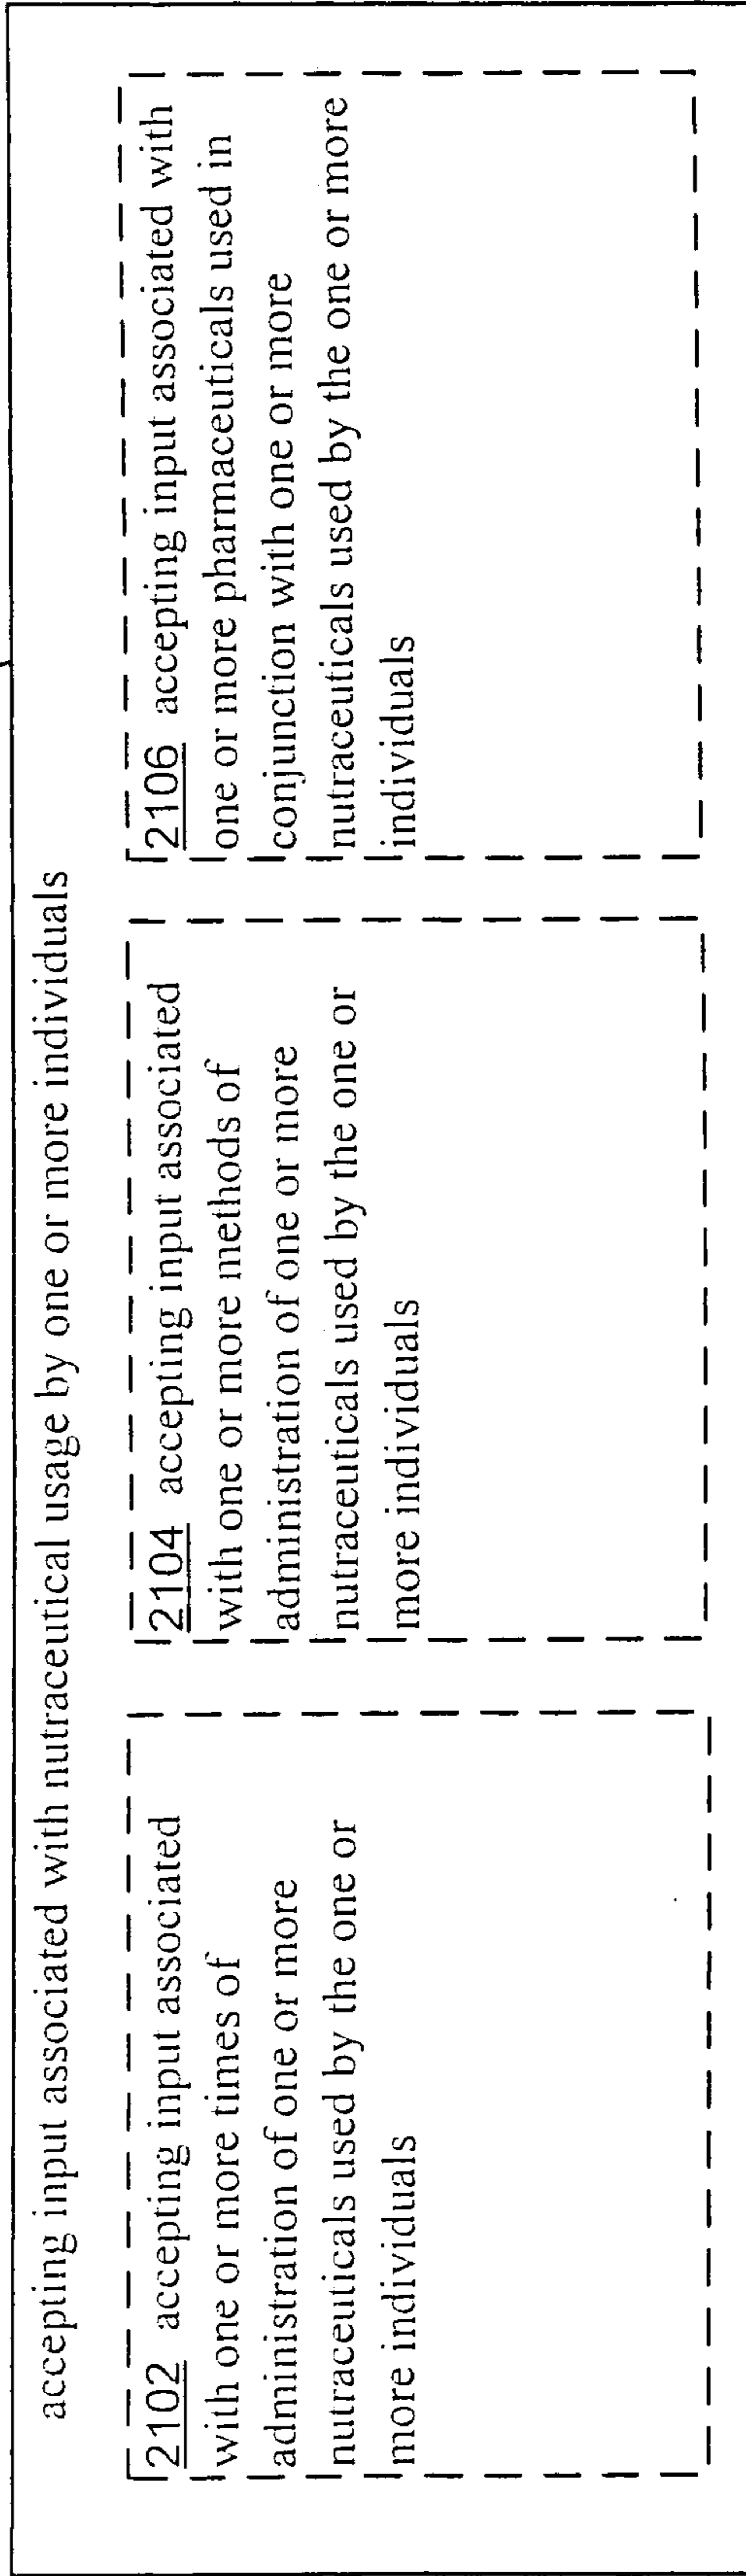 accepting input associated with nutraceutical usage by one or more individuals
2102 accepting input associated
with one or more times of
administration of one or more
nutraceuticals used by the one or
more individuals
2104 accepting input associated
with one or more methods of
administration of one or more
nutraceuticals used by the one or
more individuals
2106 accepting input associated with
one or more pharmaceuticals used in
conjunction with one or more
nutraceuticals used by the one or more
individuals